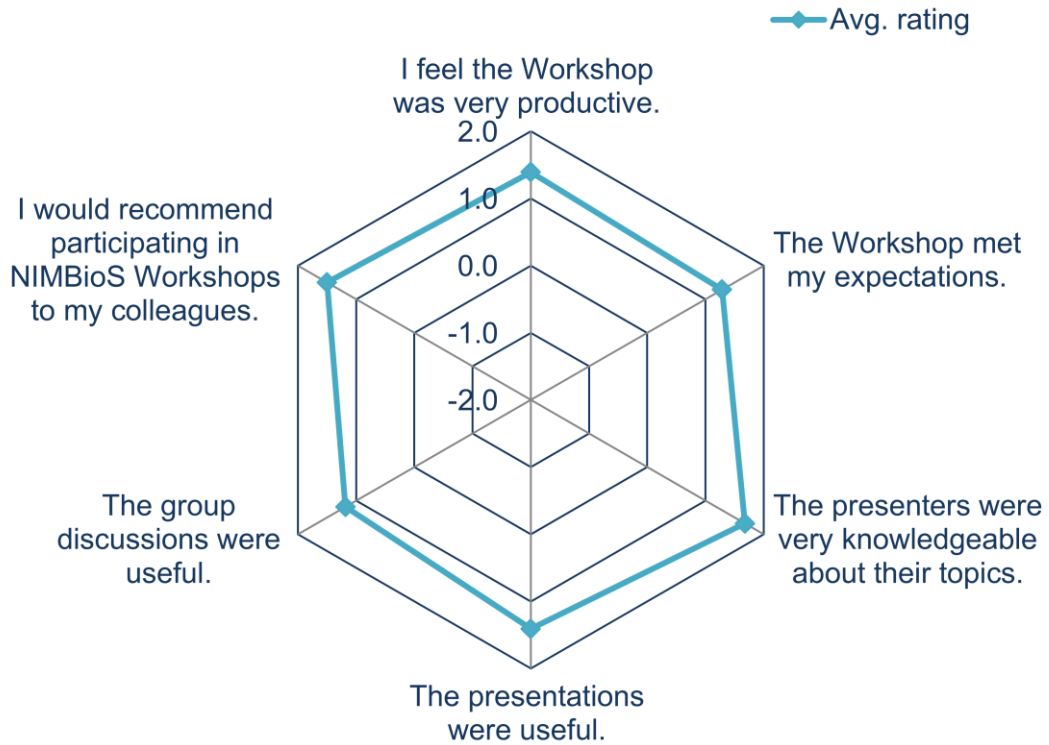 Avg. rating
I feel the Workshop
was very productive.
2.0
1.0
0.0
-1.0
-2.0
The Workshop met
my expectations.
The presenters were
very knowledgeable
about their topics.
The presentations
were useful.
The group
discussions were
useful.
I would recommend
participating in
NIMBioS Workshops
to my colleagues.